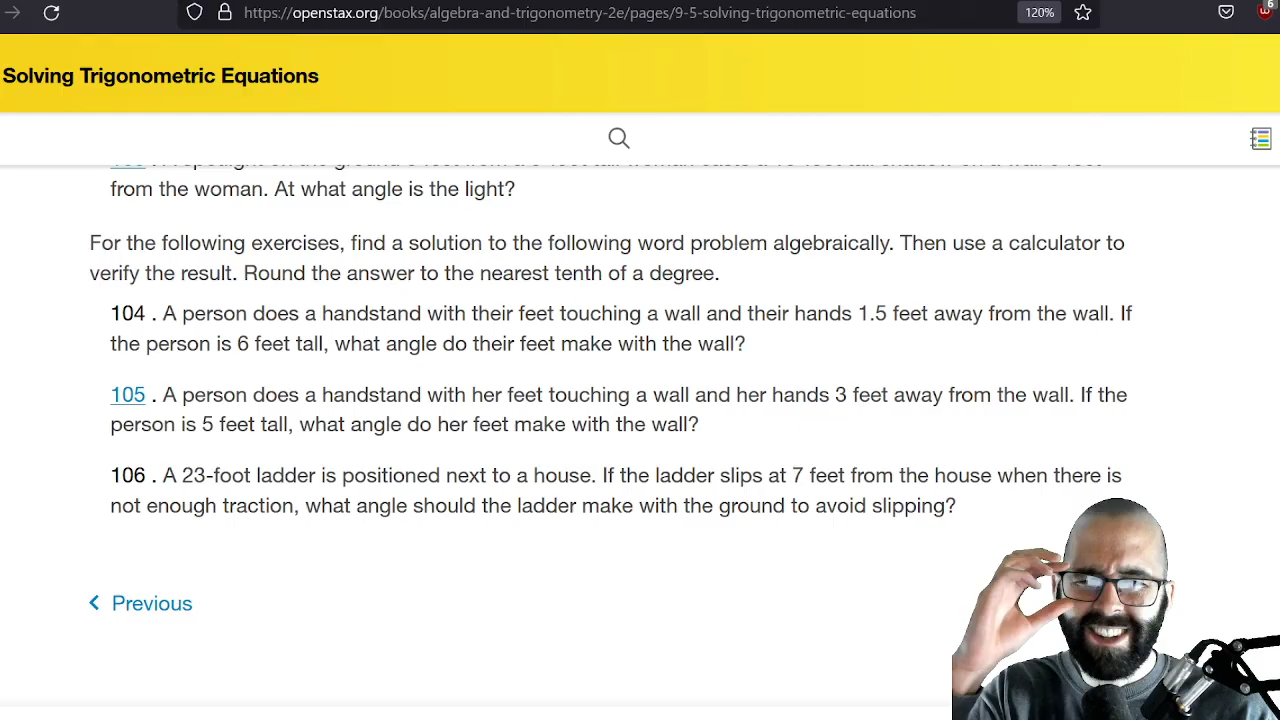 https://openstax.org/books/algebra-and-trigonometry-2e/pages/9-5-solving-trigonometric-equations
120%
6
Solving Trigonometric Equations
from the woman. At what angle is the light?
For the following exercises, find a solution to the following word problem algebraically. Then use a calculator to
verify the result. Round the answer to the nearest tenth of a degree.
104 . A person does a handstand with their feet touching a wall and their hands 1.5 feet away from the wall. If
the person is 6 feet tall, what angle do their feet make with the wall?
105 . A person does a handstand with her feet touching a wall and her hands 3 feet away from the wall. If the
person is 5 feet tall, what angle do her feet make with the wall?
106 . A 23-foot ladder is positioned next to a house. If the ladder slips at 7 feet from the house when there is
not enough traction, what angle should the ladder make with the ground to avoid slipping?
Previous